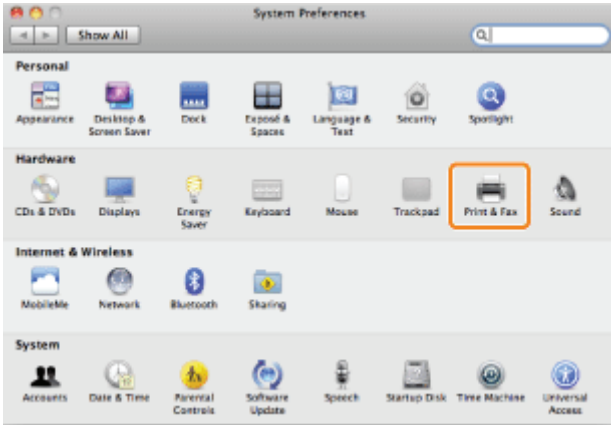 System Preferences
Show All
Personal
Appearance
Desktop &
Screen Saver
Dock
Exposé &
Spaces
Language &
Text
Security
Spotlight
Hardware
CDs & DVDs
Displays
Energy
Saver
Keyboard
Mouse
Trackpad
Print & Fax
Sound
Internet & Wireless
MobileMe
Network
Bluetooth
Sharing
System
Accounts
Date & Time
Parental
Controls
Software
Update
Speech
Startup Disk
Time Machine
Universal
Access